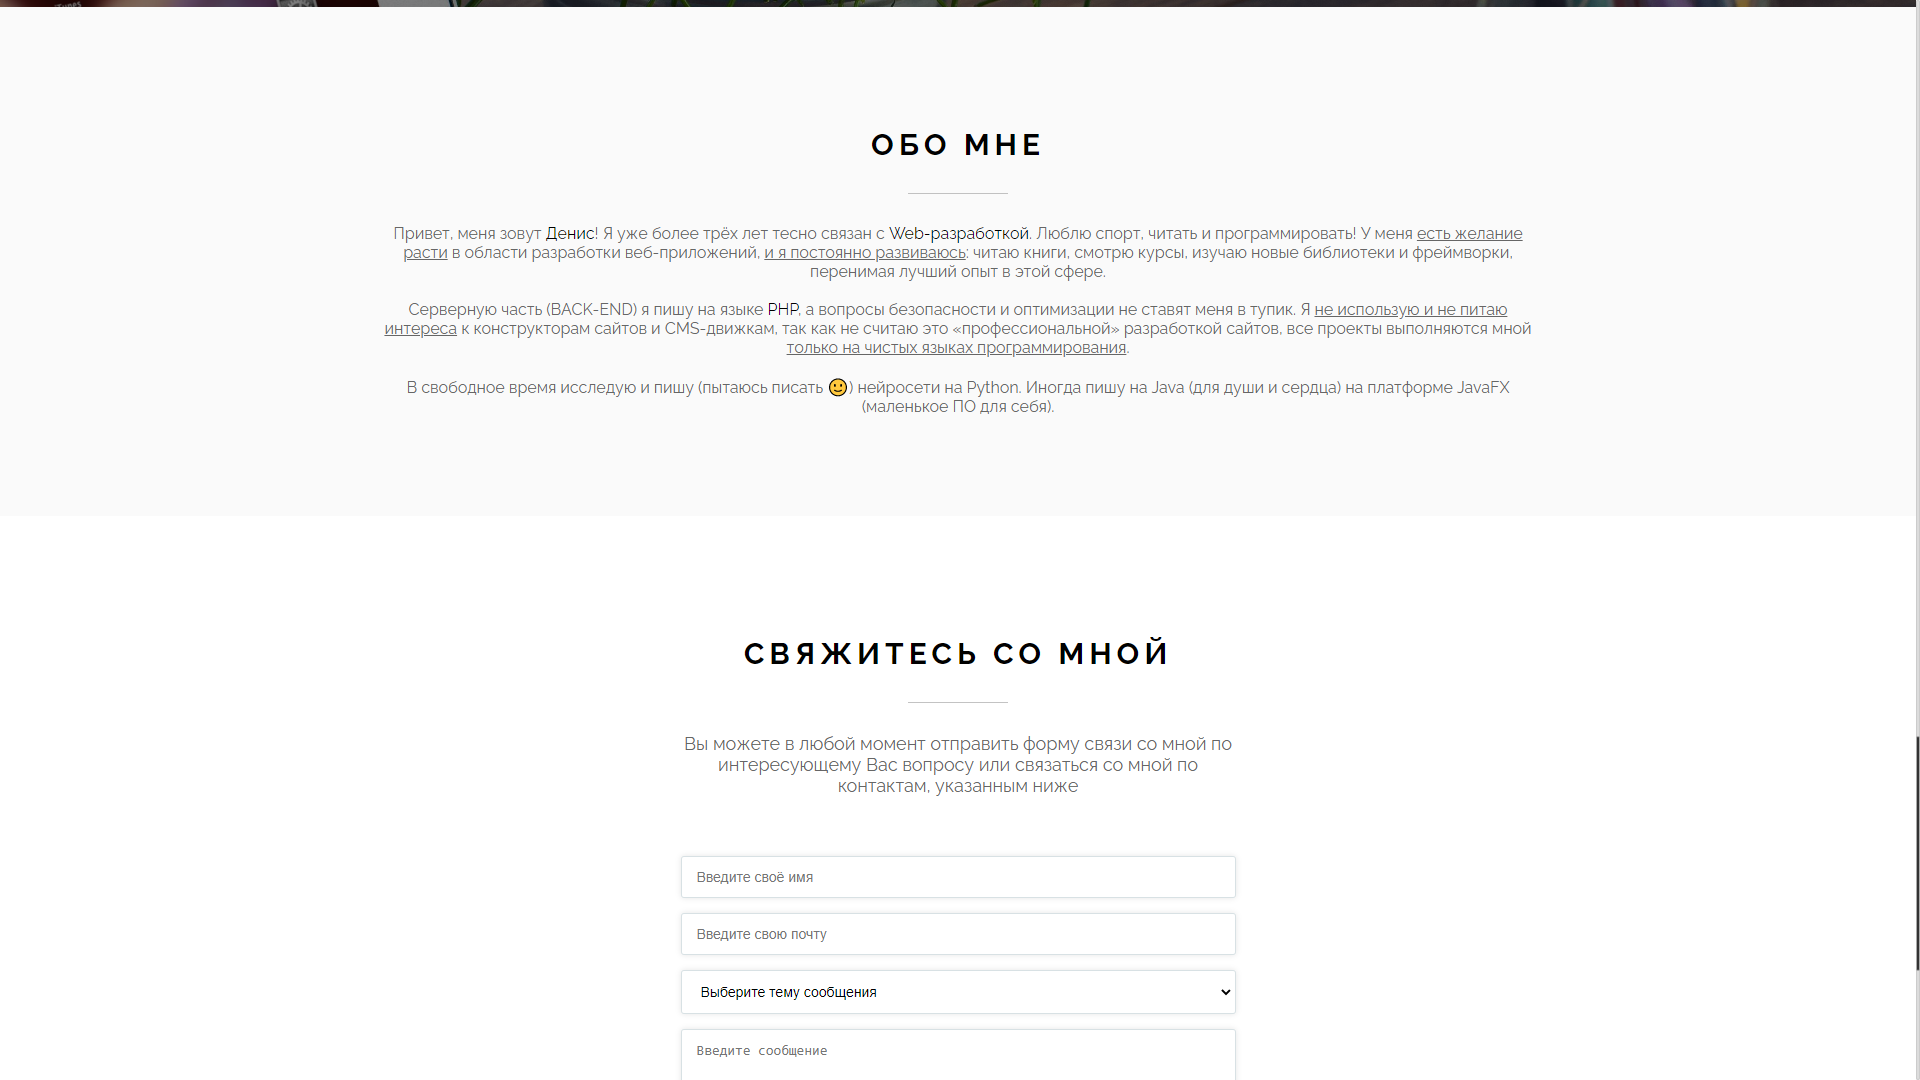 iTunes
ОБО МНЕ
Привет, меня зовут Денис! Я уже более трёх лет тесно связан с Web-разработкой. Люблю спорт, читать и программировать! У меня есть желание
расти в области разработки веб-приложений, и я постоянно развиваюсь: читаю книги, смотрю курсы, изучаю новые библиотеки и фреймворки,
перенимая лучший опыт в этой сфере.
Серверную часть (BACK-END) я пишу на языке PHP, а вопросы безопасности и оптимизации не ставят меня в тупик. Я не использую и не питаю
интереса к конструкторам сайтов и CMS-движкам, так как не считаю это «профессиональной» разработкой сайтов, все проекты выполняются мной
только на чистых языках программирования.
В свободное время исследую и пишу (пытаюсь писать 🙂) нейросети на Python. Иногда пишу на Java (для души и сердца) на платформе JavaFX
(маленькое ПО для себя).
СВЯЖИТЕСЬ СО МНОЙ
Вы можете в любой момент отправить форму связи со мной по
интересующему Вас вопросу или связаться со мной по
контактам, указанным ниже
Введите своё имя
Введите свою почту
Выберите тему сообщения
Введите сообщение